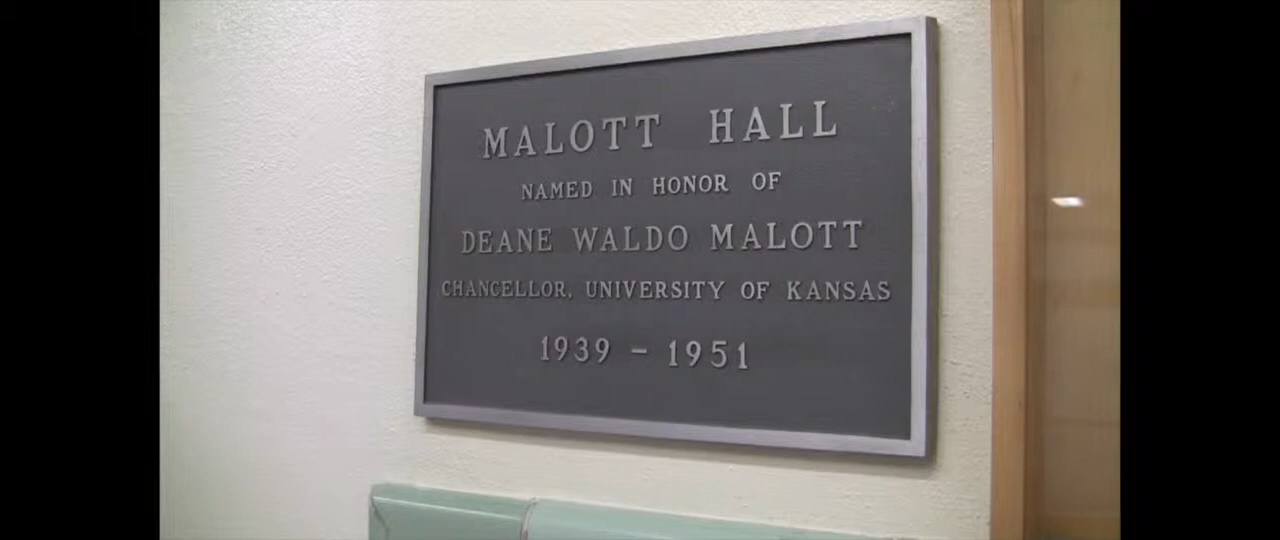 MALOTT HALL
NAMED IN HONOR OF
DEANE WALDO MALOTT
CHANCELLOR, UNIVERSITY OF KANSAS
1939 - 1951